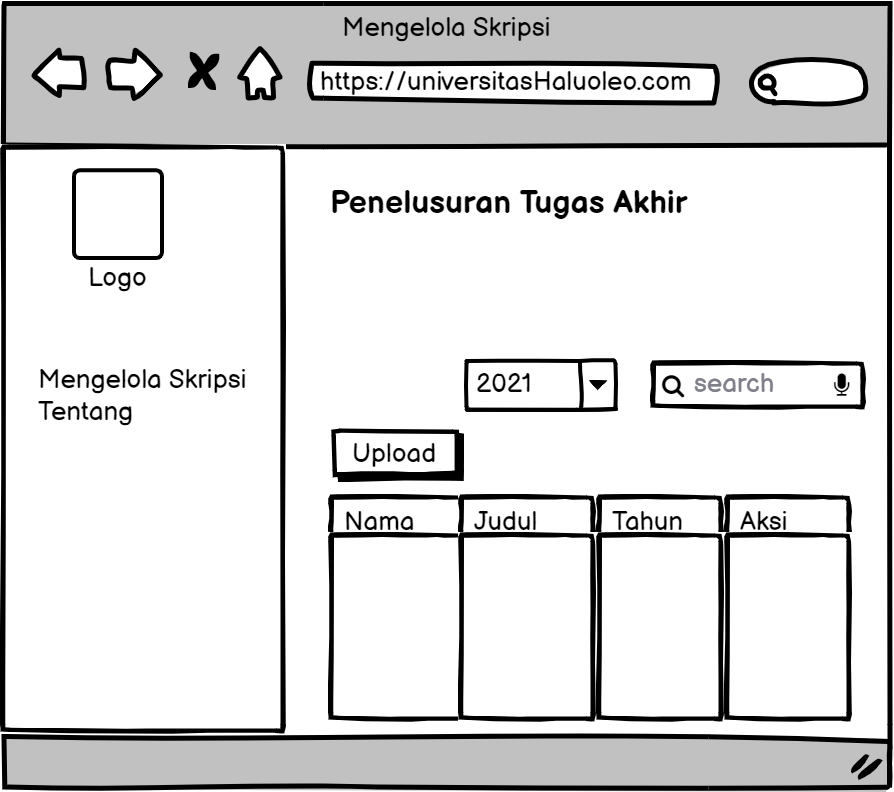 Mengelola Skripsi
https://universitasHaluoleo.com
Logo
Mengelola Skripsi
Tentang
Penelusuran Tugas Akhir
2021
search
Upload
Nama Judul Tahun Aksi